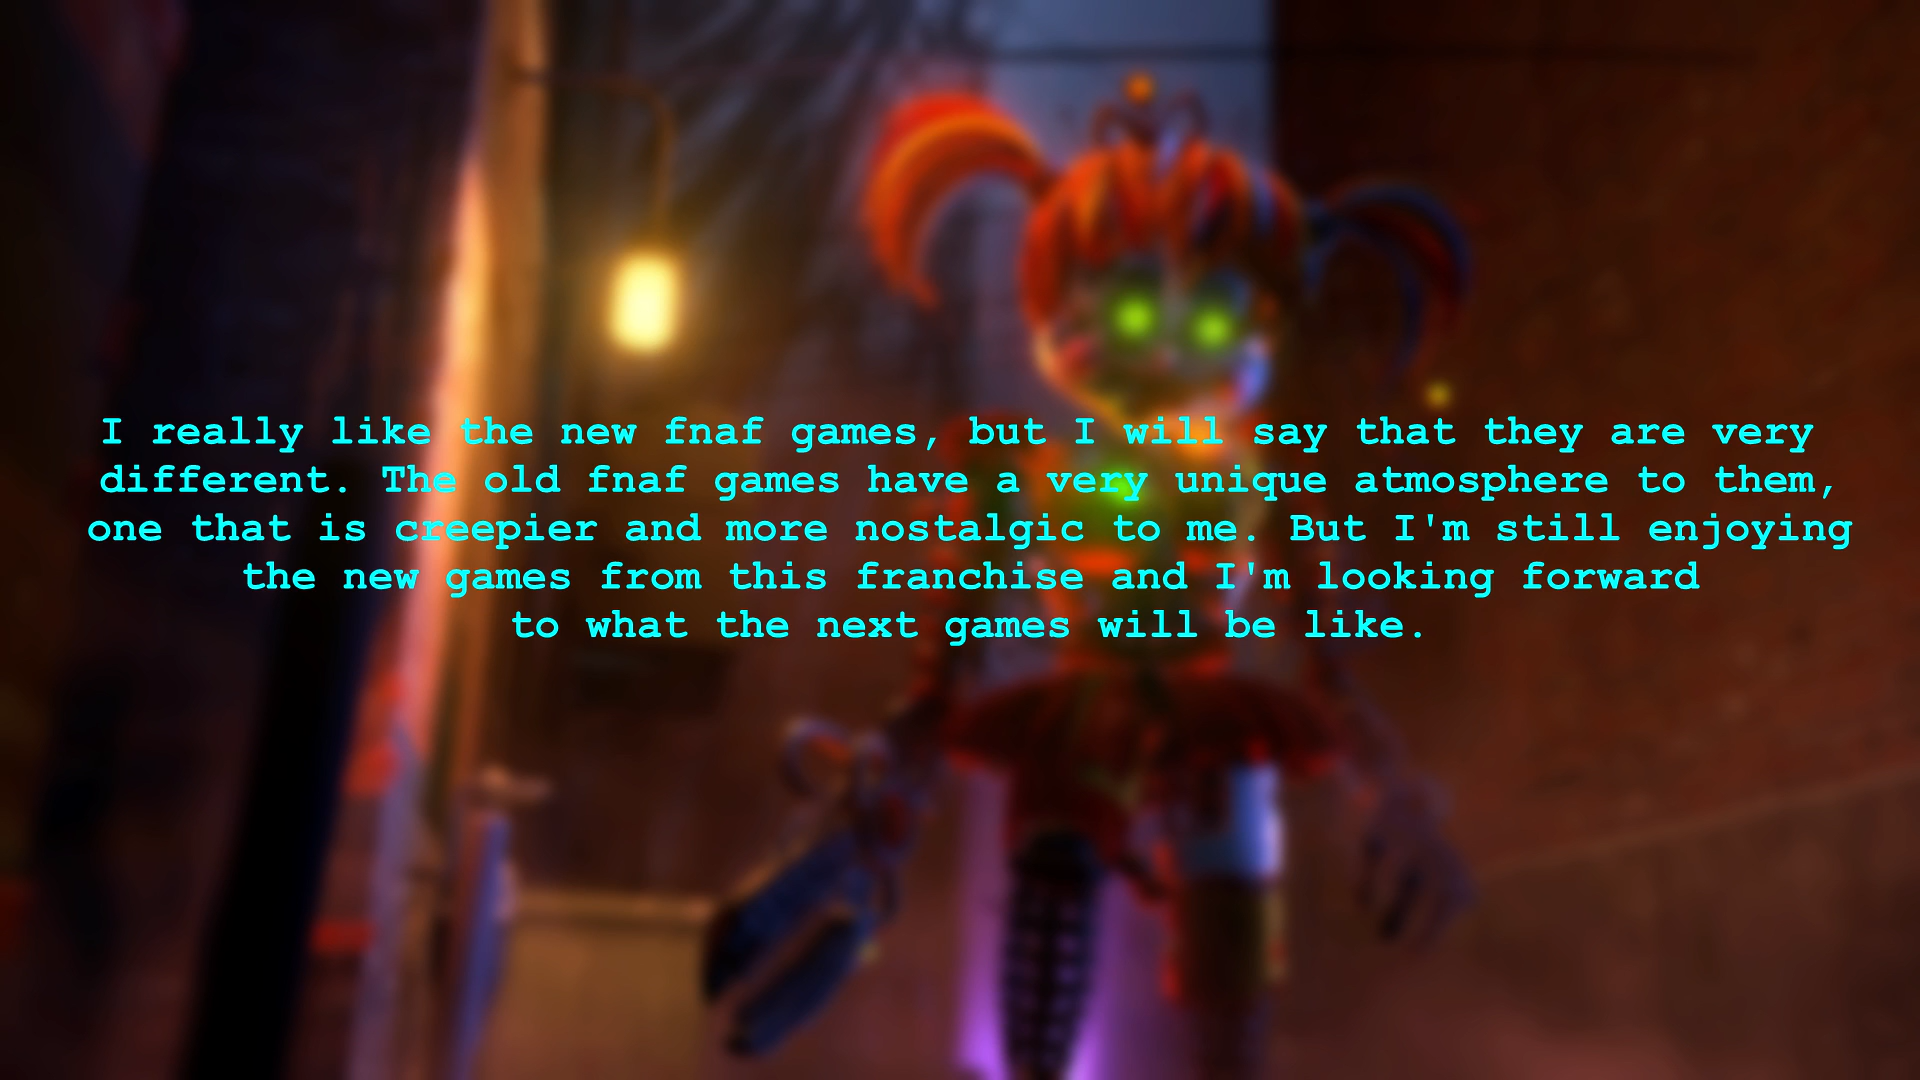 I really like the new fnaf games, but I will say that they are very
different. The old fnaf games have a very unique atmosphere to them,
one that is creepier and more nostalgic to me. But I'm still enjoying
the new games from this franchise and I'm looking forward
to what the next games will be like.